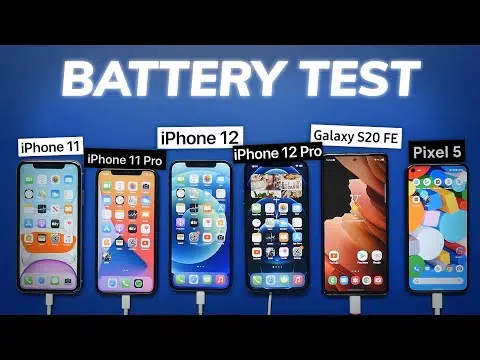 BATTERY TEST
iPhone 11
iPhone 11 Pro
iPhone 12
iPhone 12 Pro
Galaxy S20 FE
Pixel 5